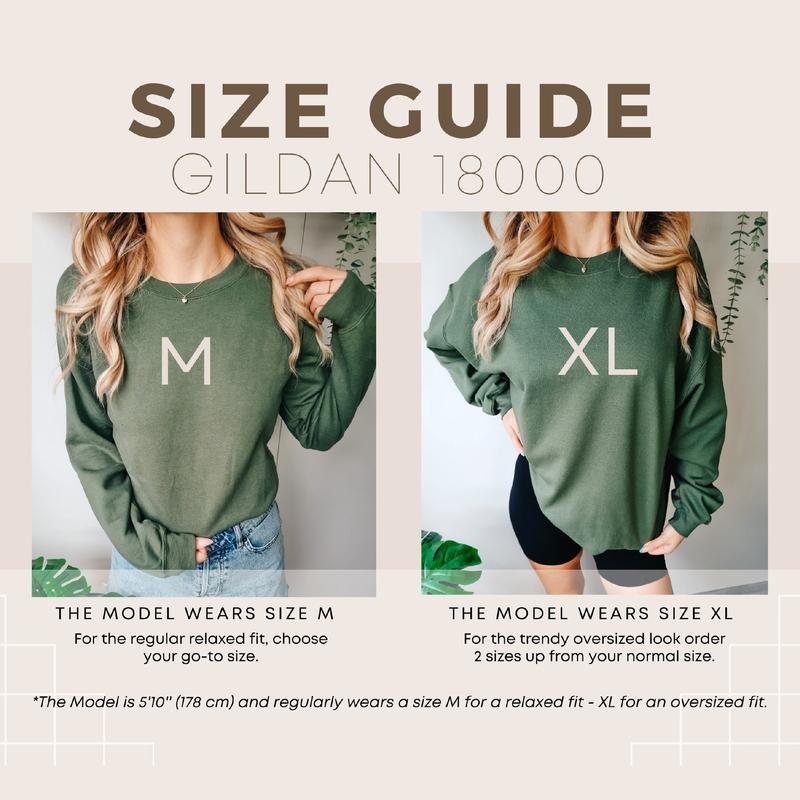 SIZE GUIDE
GILDAN 18000
M
XL
THE MODEL WEARS SIZE M
For the regular relaxed fit, choose
your go-to size.
THE MODEL WEARS SIZE XL
For the trendy oversized look order
2 sizes up from your normal size.
*The Model is 5'10" (178 cm) and regularly wears a size M for a relaxed fit - XL for an oversized fit.